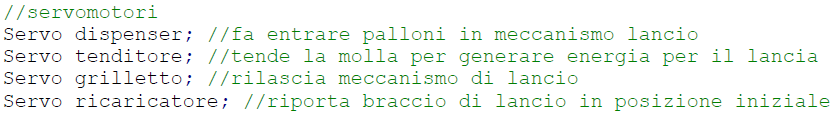 //servomotori
Servo dispenser; //fa entrare palloni in meccanismo lancio
Servo tenditore; //tende la molla per generare energia per il lancia
Servo grilletto; //rilascia meccanismo di lancio
Servo ricaricatore; //riporta braccio di lancio in posizione iniziale